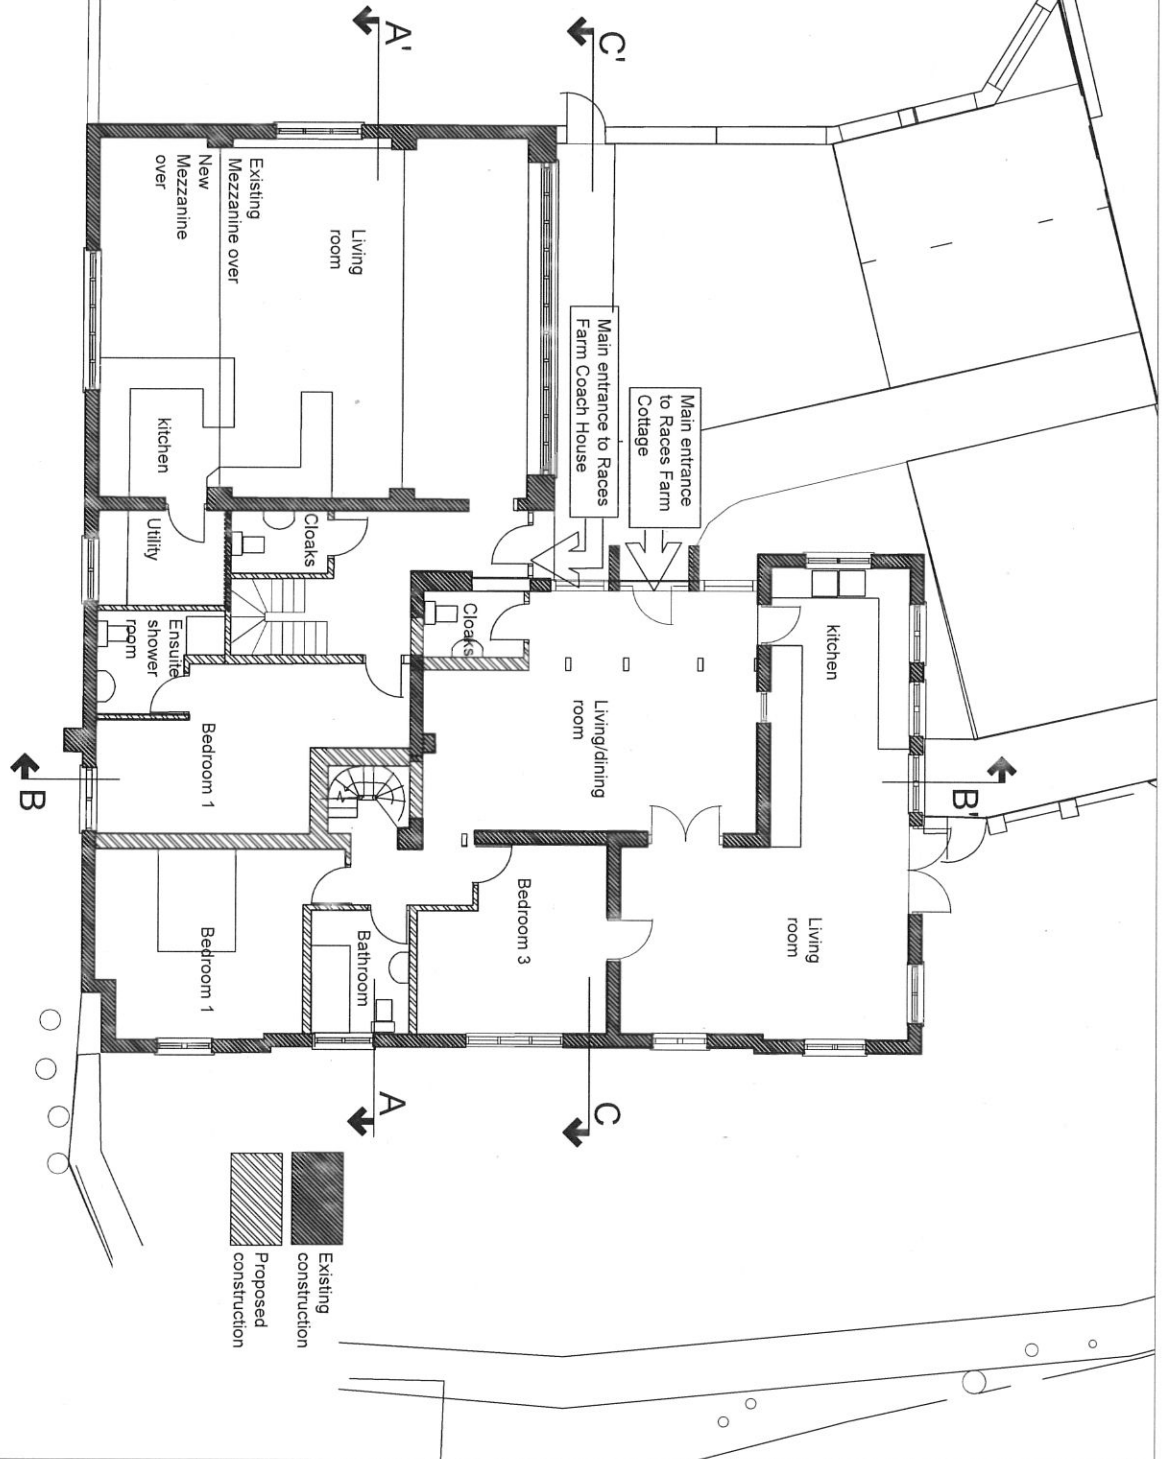 A'
C'
Existing
Mezzanine over
New
Mezzanine
over
Living
room
Main entrance to Races
Farm Coach House
Main entrance
to Races Farm
Cottage
kitchen
Utility
Cloaks
Cloaks
Ensuite
shower
room
kitchen
Living/dining
room
Bedroom 1
B
B'
Bedroom 1
Bathroom
Bedroom 3
Living
room
A
C
Existing
construction
Proposed
construction